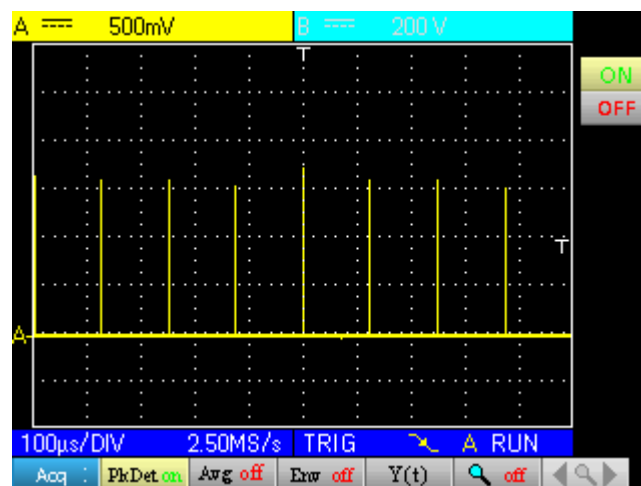 A 500mV B 200 V
T
ON
OFF
T
A
100µs/DIV 2.50MS/s TRIG A RUN
Acq : PkDet on Avg off Env off Y(t) off